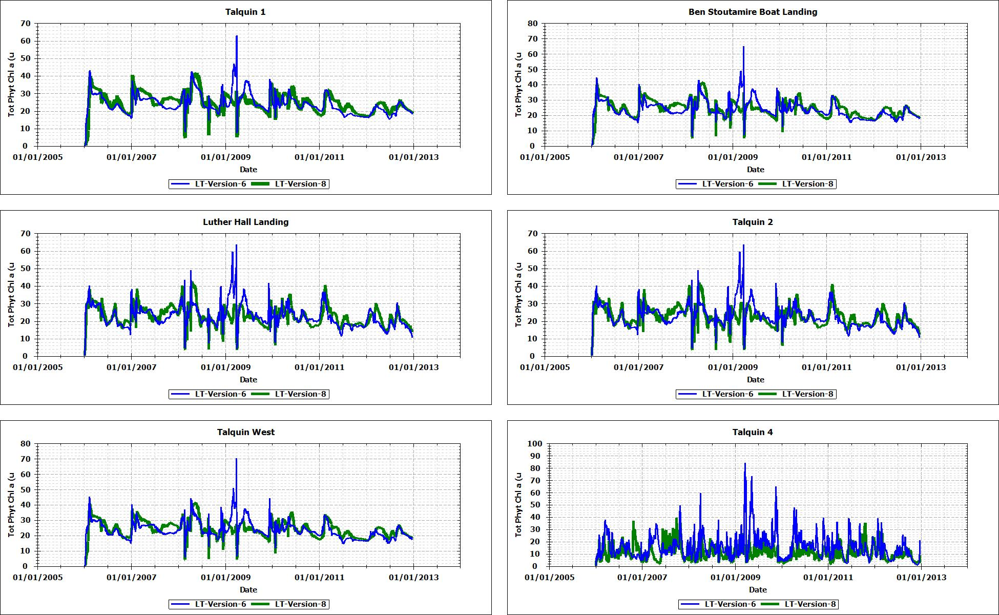 Talquin 1
Tot Phyt Chl a (u
70
60
50
40
30
20
10
0
01/01/2005 01/01/2007 01/01/2009 01/01/2011 01/01/2013
Date
LT-Version-6 LT-Version-8
Ben Stoutamire Boat Landing
Tot Phyt Chl a (u
80
70
60
50
40
30
20
10
0
01/01/2005 01/01/2007 01/01/2009 01/01/2011 01/01/2013
Date
LT-Version-6 LT-Version-8
Luther Hall Landing
Tot Phyt Chl a (u
70
60
50
40
30
20
10
0
01/01/2005 01/01/2007 01/01/2009 01/01/2011 01/01/2013
Date
LT-Version-6 LT-Version-8
Talquin 2
Tot Phyt Chl a (u
70
60
50
40
30
20
10
0
01/01/2005 01/01/2007 01/01/2009 01/01/2011 01/01/2013
Date
LT-Version-6 LT-Version-8
Talquin West
Tot Phyt Chl a (u
80
70
60
50
40
30
20
10
0
01/01/2005 01/01/2007 01/01/2009 01/01/2011 01/01/2013
Date
LT-Version-6 LT-Version-8
Talquin 4
Tot Phyt Chl a (u
100
90
80
70
60
50
40
30
20
10
0
01/01/2005 01/01/2007 01/01/2009 01/01/2011 01/01/2013
Date
LT-Version-6 LT-Version-8